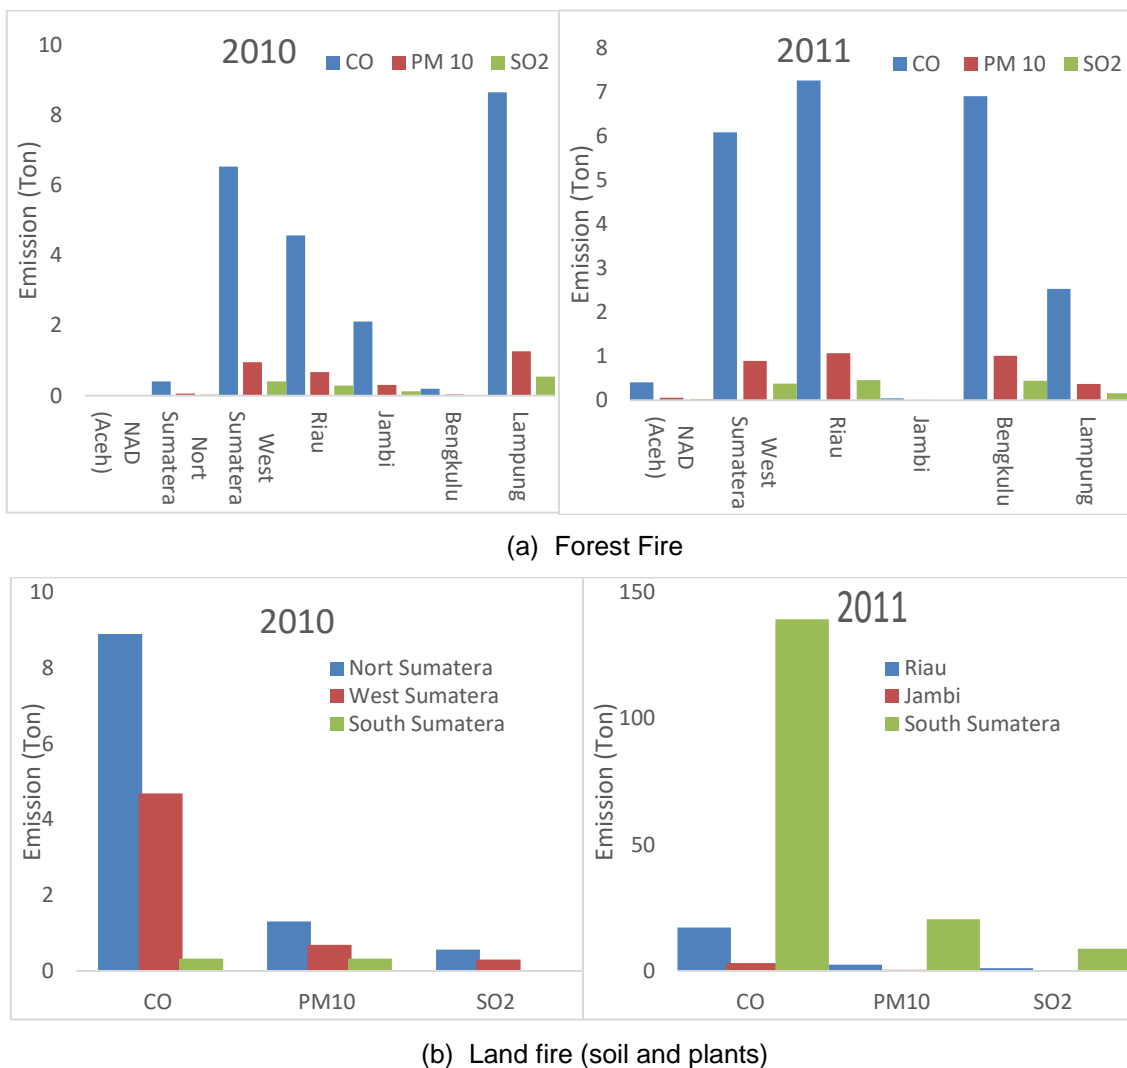 2010
CO PM 10 SO2
Emission (Ton)
10
8
6
4
2
0
NAD
(Aceh)
Nort
Sumatera
West
Sumatera
Riau
Jambi
Bengkulu
Lampung
2011
CO PM 10 SO2
Emission (Ton)
8
7
6
5
4
3
2
1
0
NAD
(Aceh)
West
Sumatera
Riau
Jambi
Bengkulu
Lampung
(a) Forest Fire
2010
Nort Sumatera
West Sumatera
South Sumatera
Emission (Ton)
10
8
6
4
2
0
CO PM10 SO2
2011
Riau
Jambi
South Sumatera
Emission (Ton)
150
100
50
0
CO PM10 SO2
(b) Land fire (soil and plants)